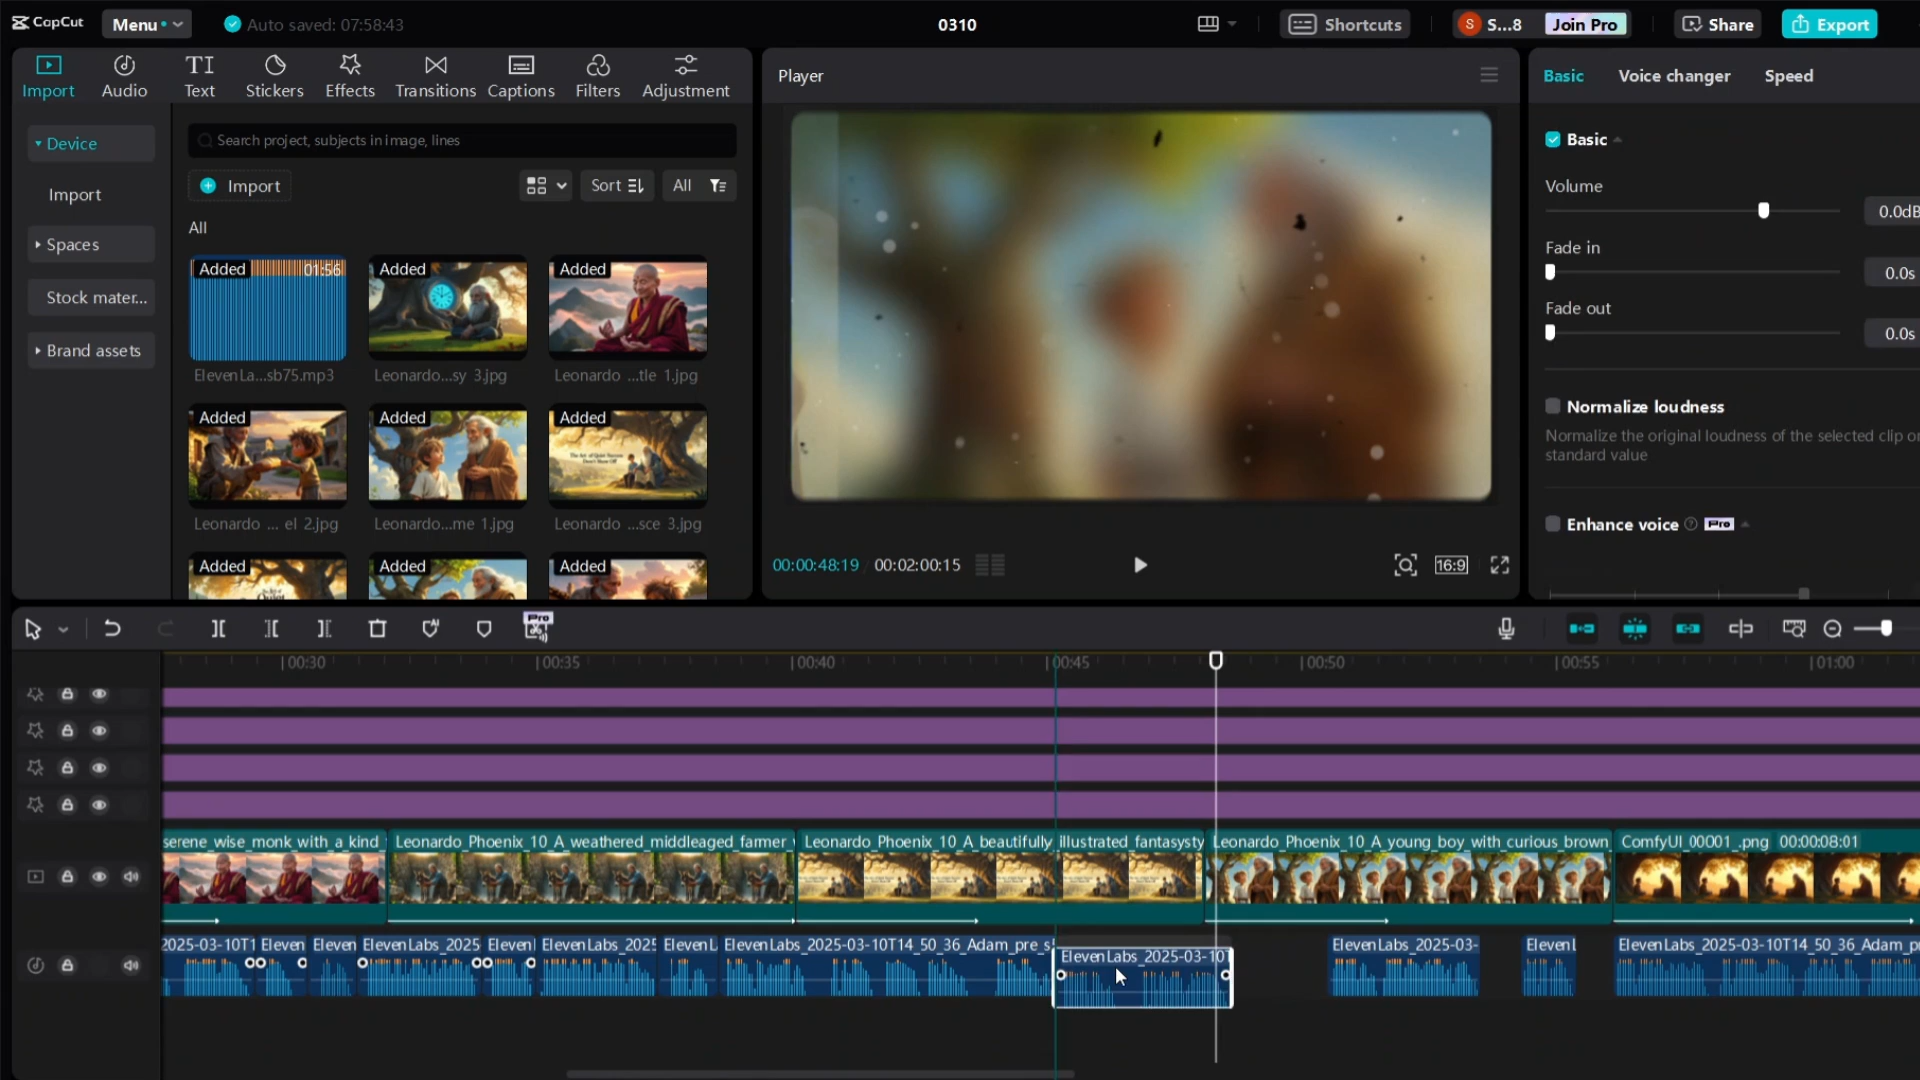 CapCut
Menu
Auto saved: 07:58:43
0310
Shortcuts
S
S...8
Join Pro
Share
Export
Import
Audio
TI
Text
Stickers
Effects
Transitions
Captions
Filters
Adjustment
Device
Import
Spaces
Stock mater...
Brand assets
Search project, subjects in image, lines
Import
Sort
All
All
Added
01:56
ElevenLa...sb75.mp3
Added
Leonardo...sy 3.jpg
Added
Leonardo ...tle 1.jpg
Added
Leonardo ... el 2.jpg
Added
Leonardo...me 1.jpg
Added
Leonardo ...sce 3.jpg
Added
Added
Added
Player
00:00:48:19
00:02:00:15
16:9
Basic
Voice changer
Speed
Basic
Volume
0.0dB
Fade in
0.0s
Fade out
0.0s
Normalize loudness
Normalize the original loudness of the selected clip or
standard value
Enhance voice
Pro
Pro
00:30
00:35
00:40
00:45
00:50
00:55
01:00
serene_wise_monk_with_a_kind
Leonardo_Phoenix_10_A_weathered_middleaged_farmer
Leonardo_Phoenix_10_A_beautifully_illustrated_fantasysty
Leonardo_Phoenix_10_A_young_boy_with_curious_brown
ComfyUI_00001_.png 00:00:08:01
2025-03-10T1
Eleven
Eleven
ElevenLabs_2025
Eleven
ElevenLabs_2025
ElevenL
ElevenLabs_2025-03-10T14_50_36_Adam_pre_s
ElevenLabs_2025-03-10T
ElevenLabs_2025-03-
ElevenL
ElevenLabs_2025-03-10T14_50_36_Adam_p